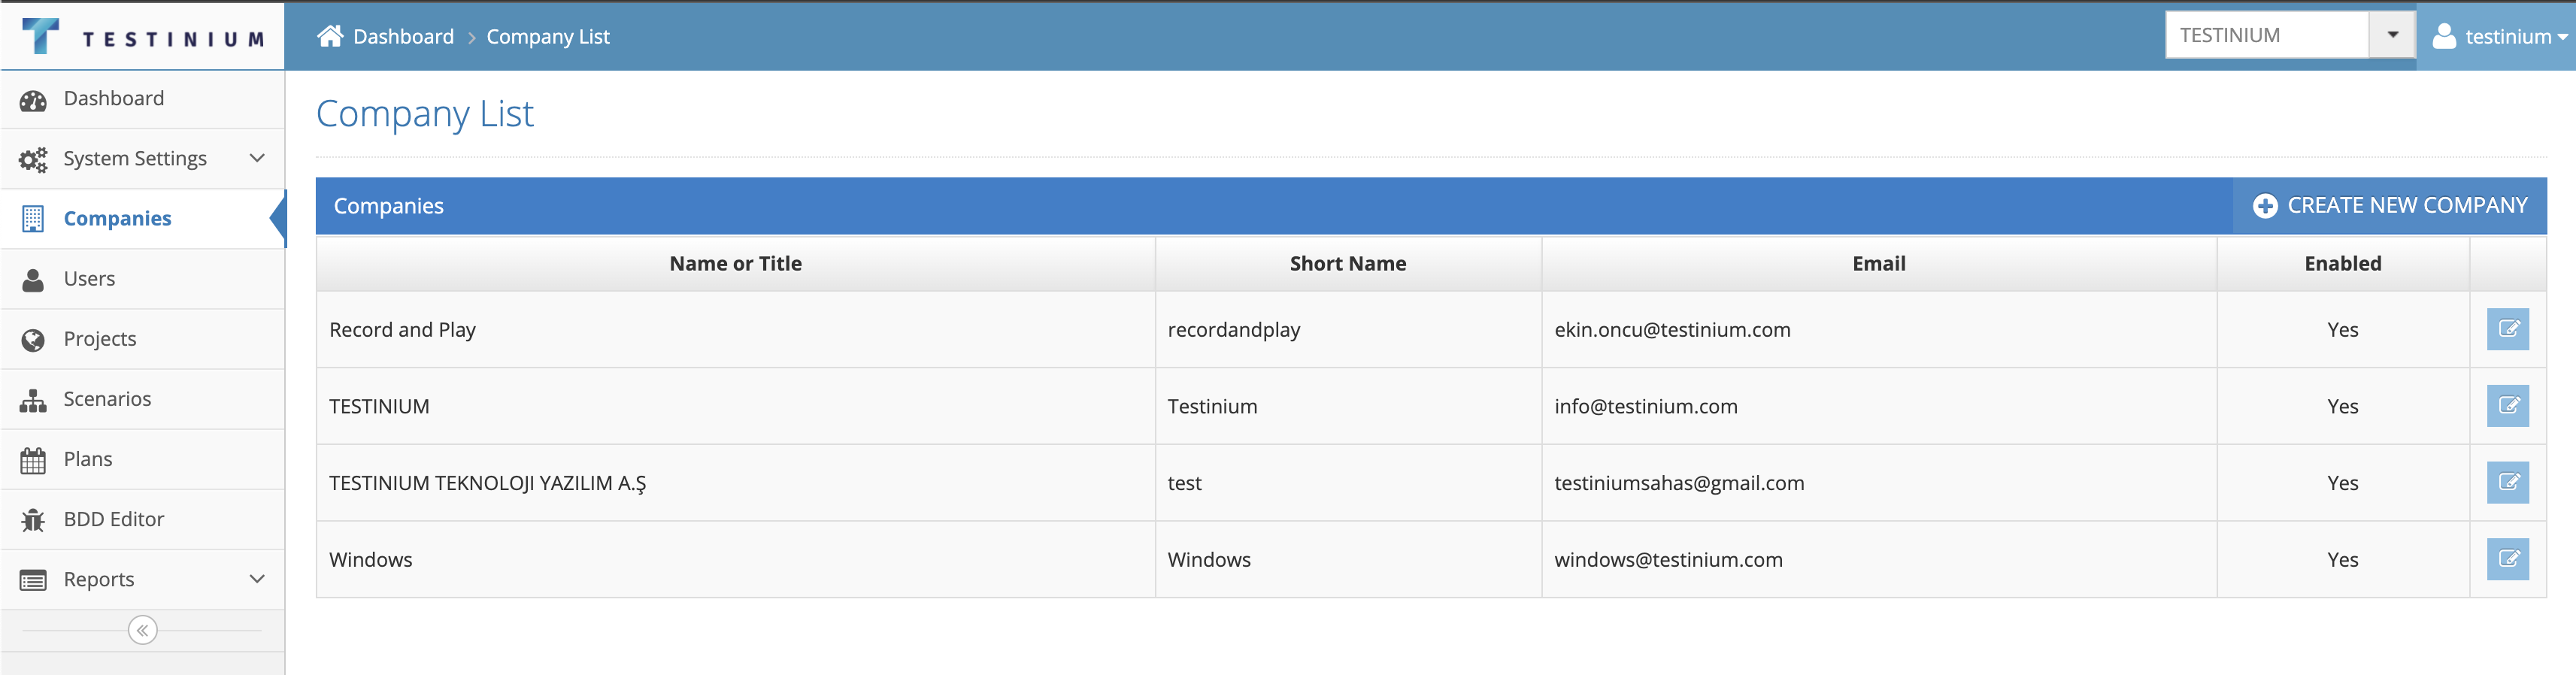 TESTINIUM
Dashboard > Company List
TESTINIUM
testinium
Dashboard
System Settings
Companies
Users
Projects
Scenarios
Plans
BDD Editor
Reports
Company List
Companies
CREATE NEW COMPANY
Name or Title Short Name Email Enabled
Record and Play recordandplay ekin.oncu@testinium.com Yes
TESTINIUM Testinium info@testinium.com Yes
TESTINIUM TEKNOLOJI YAZILIM A.Ş test testiniumsahas@gmail.com Yes
Windows Windows windows@testinium.com Yes